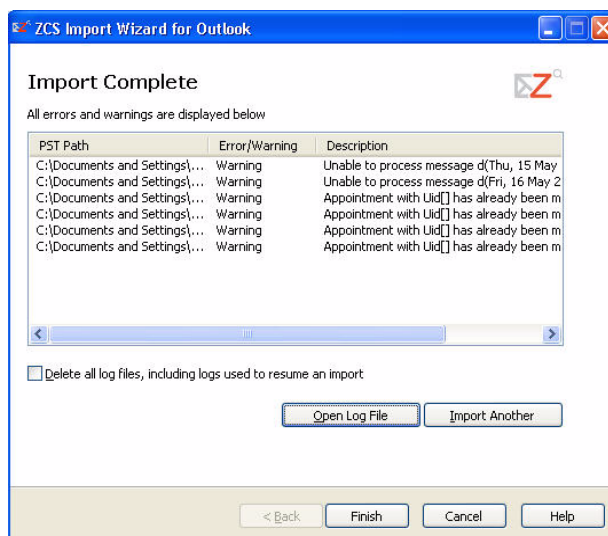 ZCS Import Wizard for Outlook
Import Complete
Z
All errors and warnings are displayed below
PST Path Error/Warning Description
C:\Documents and Settings\... Warning Unable to process message d(Thu, 15 May
C:\Documents and Settings\... Warning Unable to process message d(Fri, 16 May 2
C:\Documents and Settings\... Warning Appointment with Uid[] has already been m
C:\Documents and Settings\... Warning Appointment with Uid[] has already been m
C:\Documents and Settings\... Warning Appointment with Uid[] has already been m
C:\Documents and Settings\... Warning Appointment with Uid[] has already been m
Delete all log files, including logs used to resume an import
Open Log File Import Another
< Back Finish Cancel Help